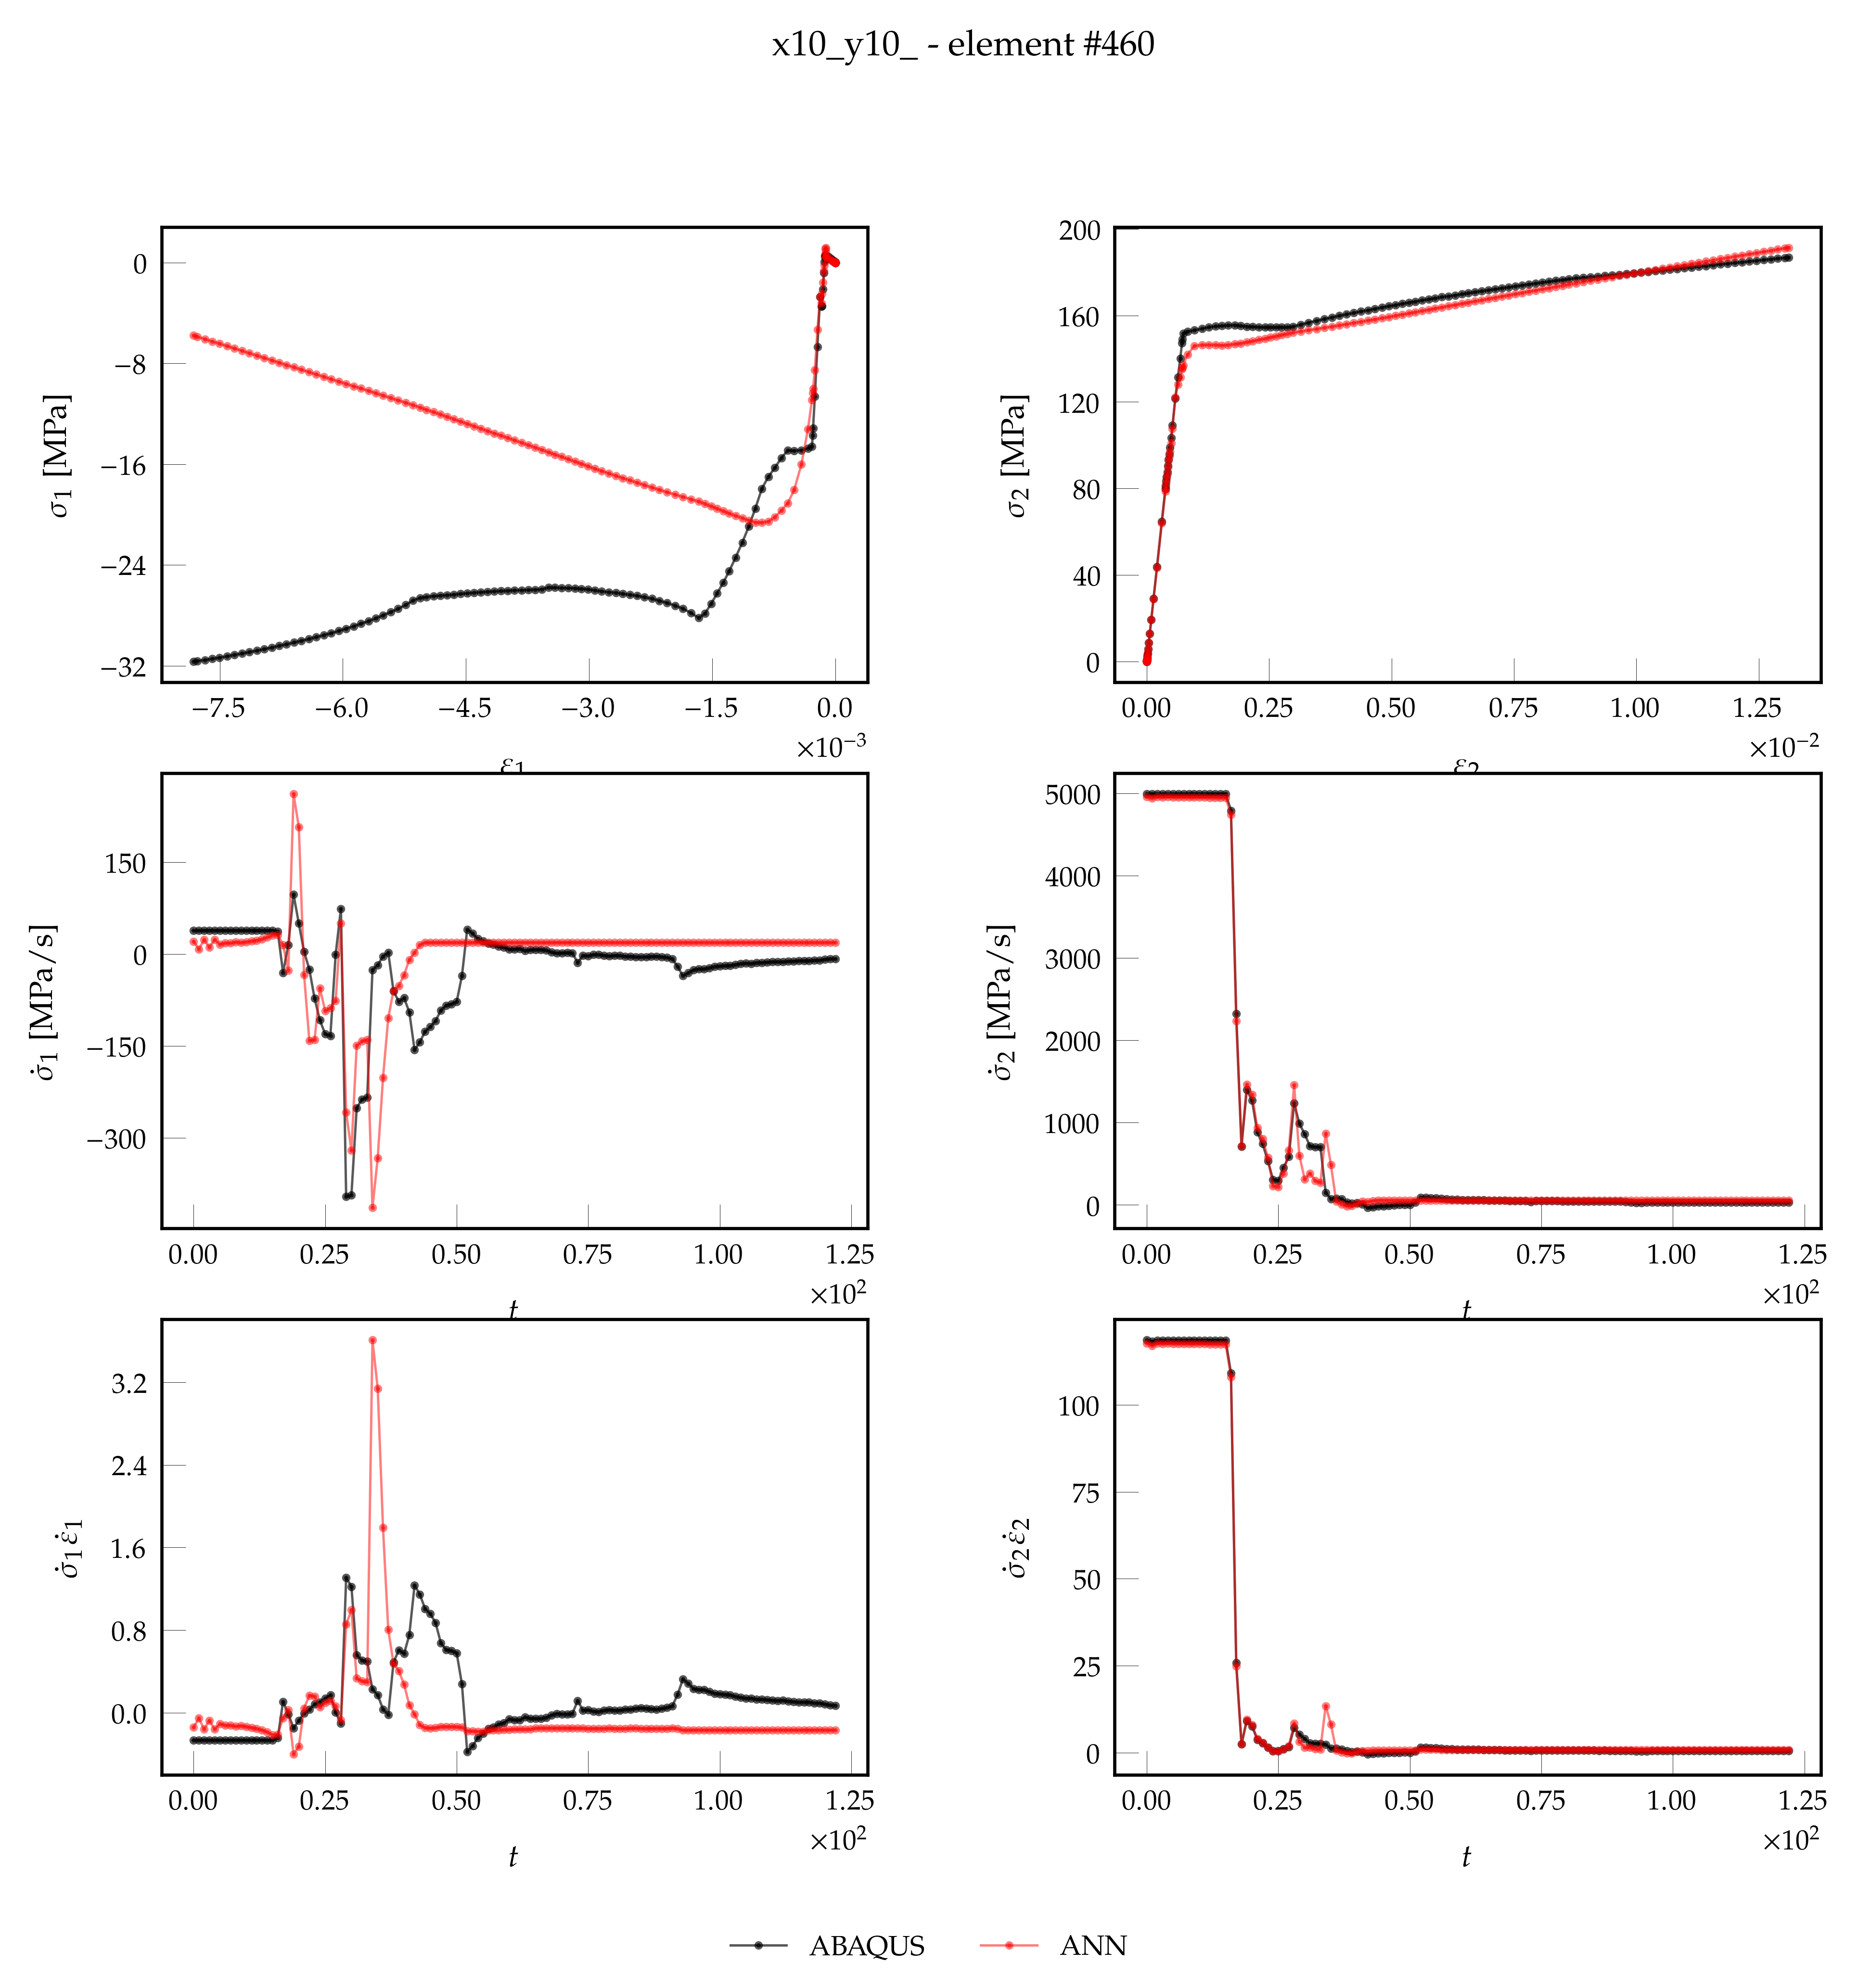 x10_y10_ - element #460
σ₁ [MPa]
0
−8
−16
−24
−32
−7.5 −6.0 −4.5 −3.0 −1.5 0.0
×10⁻³
ε₁
σ₂ [MPa]
200
160
120
80
40
0
0.00 0.25 0.50 0.75 1.00 1.25
×10⁻²
ε₂
σ̇₁ [MPa/s]
150
0
−150
−300
0.00 0.25 0.50 0.75 1.00 1.25
×10²
t
σ̇₂ [MPa/s]
5000
4000
3000
2000
1000
0
0.00 0.25 0.50 0.75 1.00 1.25
×10²
t
σ̇₁ε̇₁
3.2
2.4
1.6
0.8
0.0
0.00 0.25 0.50 0.75 1.00 1.25
×10²
t
σ̇₂ε̇₂
100
75
50
25
0
0.00 0.25 0.50 0.75 1.00 1.25
×10²
t
ABAQUS ANN